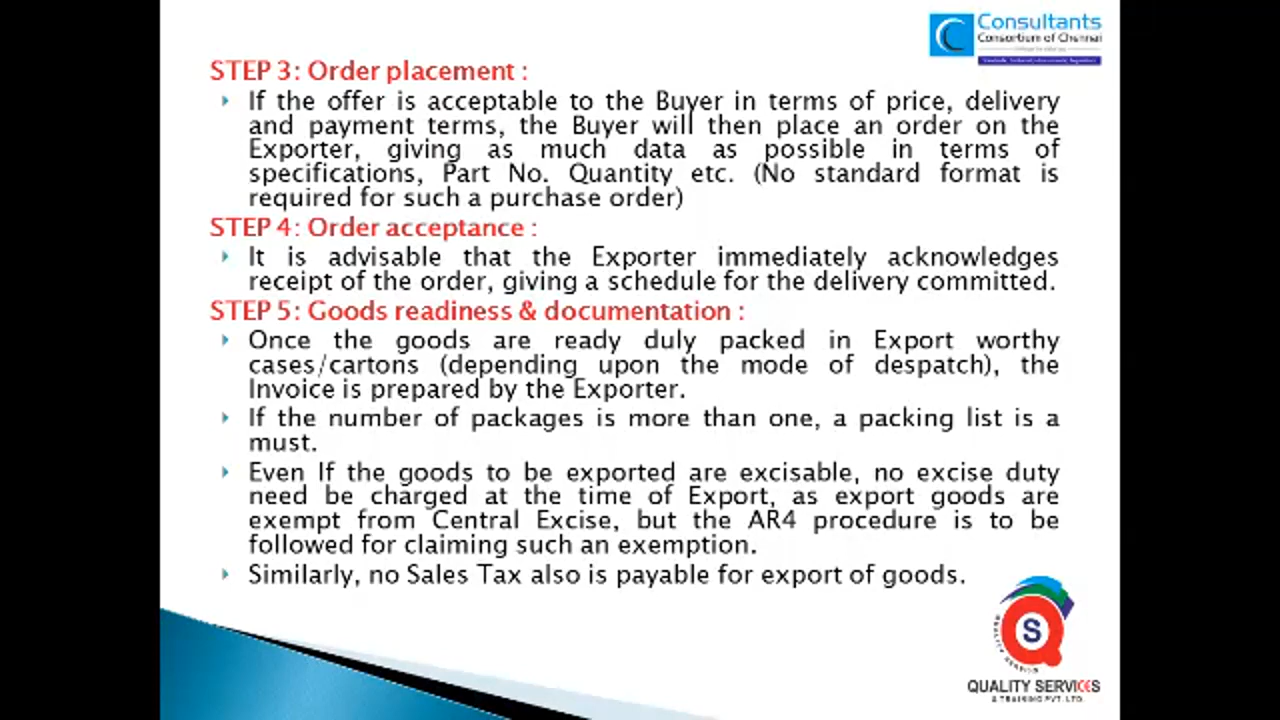 Consultants
Consortium of Chennai
STEP 3: Order placement :
If the offer is acceptable to the Buyer in terms of price, delivery
and payment terms, the Buyer will then place an order on the
Exporter, giving as much data as possible in terms of
specifications, Part No. Quantity etc. (No standard format is
required for such a purchase order)
STEP 4: Order acceptance :
It is advisable that the Exporter immediately acknowledges
receipt of the order, giving a schedule for the delivery committed.
STEP 5: Goods readiness & documentation :
Once the goods are ready duly packed in Export worthy
cases/cartons (depending upon the mode of despatch), the
Invoice is prepared by the Exporter.
If the number of packages is more than one, a packing list is a
must.
Even If the goods to be exported are excisable, no excise duty
need be charged at the time of Export, as export goods are
exempt from Central Excise, but the AR4 procedure is to be
followed for claiming such an exemption.
Similarly, no Sales Tax also is payable for export of goods.
QS
QUALITY SERVICES
& TRAINING PVT. LTD.